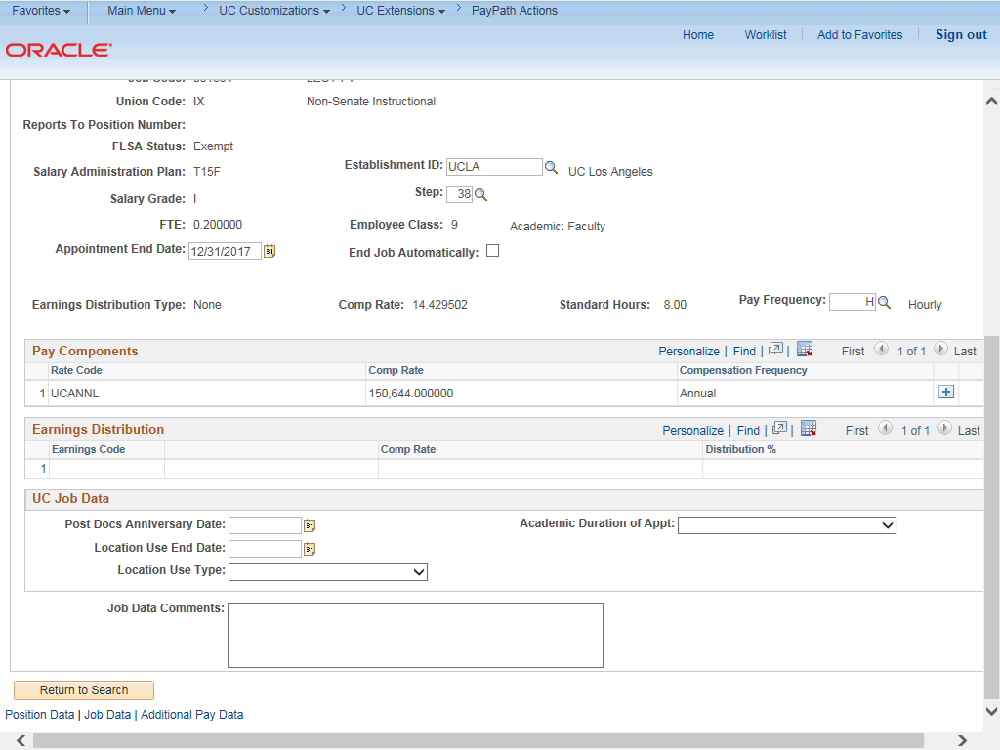 Favorites Main Menu > UC Customizations > UC Extensions > PayPath Actions
Home Worklist Add to Favorites Sign out
ORACLE
Union Code: IX Non-Senate Instructional
Reports To Position Number:
FLSA Status: Exempt
Establishment ID: UCLA UC Los Angeles
Salary Administration Plan: T15F
Step: 38
Salary Grade: I
FTE: 0.200000 Employee Class: 9 Academic: Faculty
Appointment End Date: 12/31/2017 End Job Automatically:
Earnings Distribution Type: None Comp Rate: 14.429502 Standard Hours: 8.00 Pay Frequency: H Hourly
Pay Components Personalize | Find | | First 1 of 1 Last
Rate Code Comp Rate Compensation Frequency
1 UCANNL 150,644.000000 Annual
Earnings Distribution Personalize | Find | | First 1 of 1 Last
Earnings Code Comp Rate Distribution %
1
UC Job Data
Post Docs Anniversary Date: Academic Duration of Appt:
Location Use End Date:
Location Use Type:
Job Data Comments:
Return to Search
Position Data | Job Data | Additional Pay Data